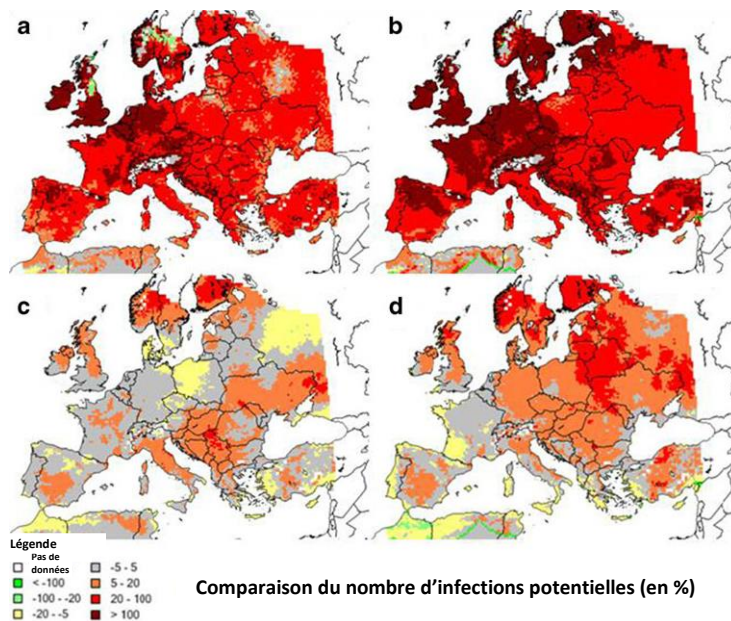 a
b
c
d
Légende
Pas de
données
< -100
-100 - -20
-20 - -5
-5 - 5
5 - 20
20 - 100
> 100
Comparaison du nombre d’infections potentielles (en %)